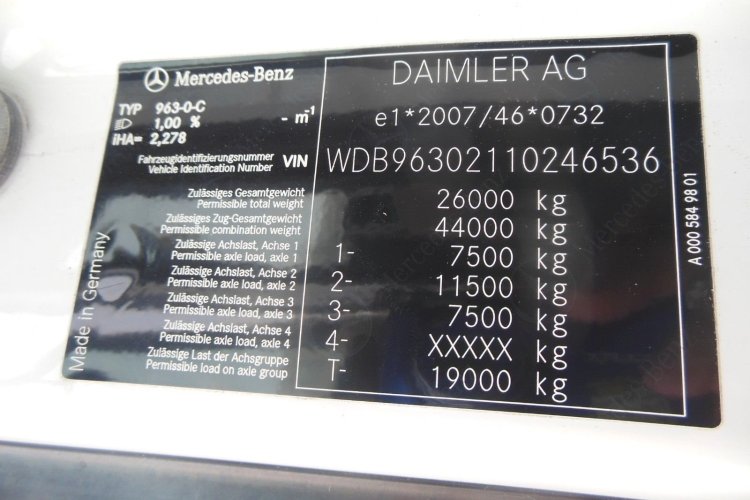 Mercedes-Benz
DAIMLER AG
TYP 963-0-C
1,00 % - m⁻¹
iHA= 2,278
e1*2007/46*0732
Fahrzeugidentifizierungsnummer
Vehicle Identification Number VIN WDB96302110246536
Zulässiges Gesamtgewicht
Permissible total weight 26000 kg
Zulässiges Zug-Gesamtgewicht
Permissible combination weight 44000 kg
Zulässige Achslast, Achse 1
Permissible axle load, axle 1 1- 7500 kg
Zulässige Achslast, Achse 2
Permissible axle load, axle 2 2- 11500 kg
Zulässige Achslast, Achse 3
Permissible axle load, axle 3 3- 7500 kg
Zulässige Achslast, Achse 4
Permissible axle load, axle 4 4- XXXXX kg
Zulässige Last der Achsgruppe
Permissible load on axle group T- 19000 kg
Made in Germany
A 000 584 98 01